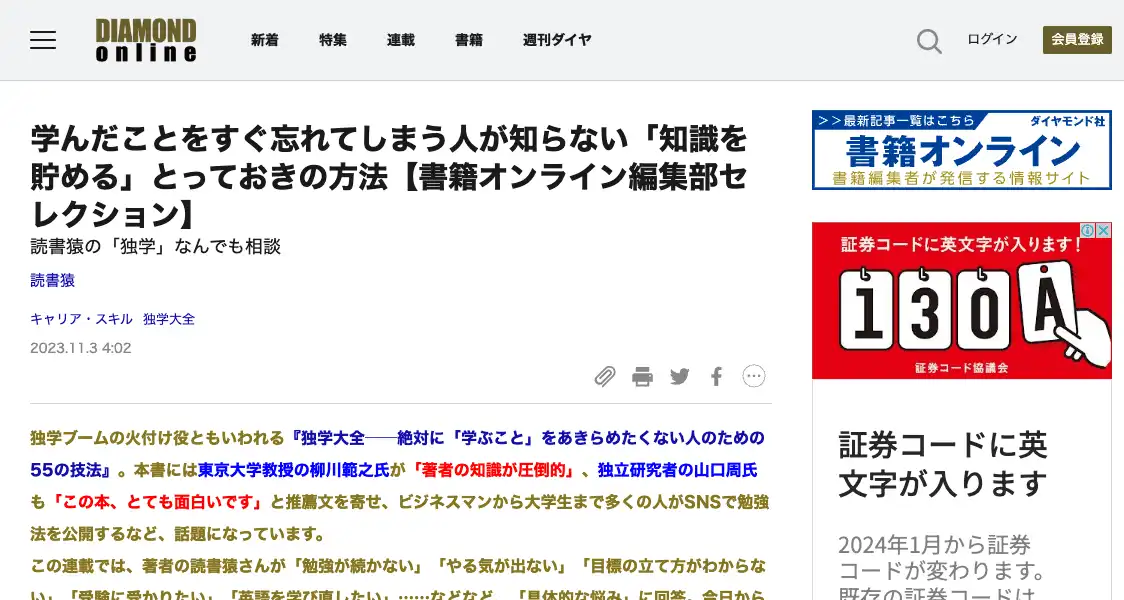 DIAMOND online
新着 特集 連載 書籍 週刊ダイヤ
ログイン
会員登録
学んだことをすぐ忘れてしまう人が知らない「知識を
貯める」とっておきの方法【書籍オンライン編集部セ
レクション】
読書猿の「独学」なんでも相談
読書猿
キャリア・スキル 独学大全
2023.11.3 4:02
独学ブームの火付け役ともいわれる『独学大全──絶対に「学ぶこと」をあきらめたくない人のための
55の技法』。本書には東京大学教授の柳川範之氏が「著者の知識が圧倒的」、独立研究者の山口周氏
も「この本、とても面白いです」と推薦文を寄せ、ビジネスマンから大学生まで多くの人がSNSで勉強
法を公開するなど、話題になっています。
この連載では、著者の読書猿さんが「勉強が続かない」「やる気が出ない」「目標の立て方がわからな
い」「受験に受かりたい」「英語を学び直したい」……などなど、「具体的な悩み」に回答。今日から
>>最新記事一覧はこちら
ダイヤモンド社
書籍オンライン
書籍編集者が発信する情報サイト
証券コードに英文字が入ります!
130A
証券コード協議会
証券コードに英
文字が入ります
2024年1月から証券
コードが変わります。
既存の証券コードは